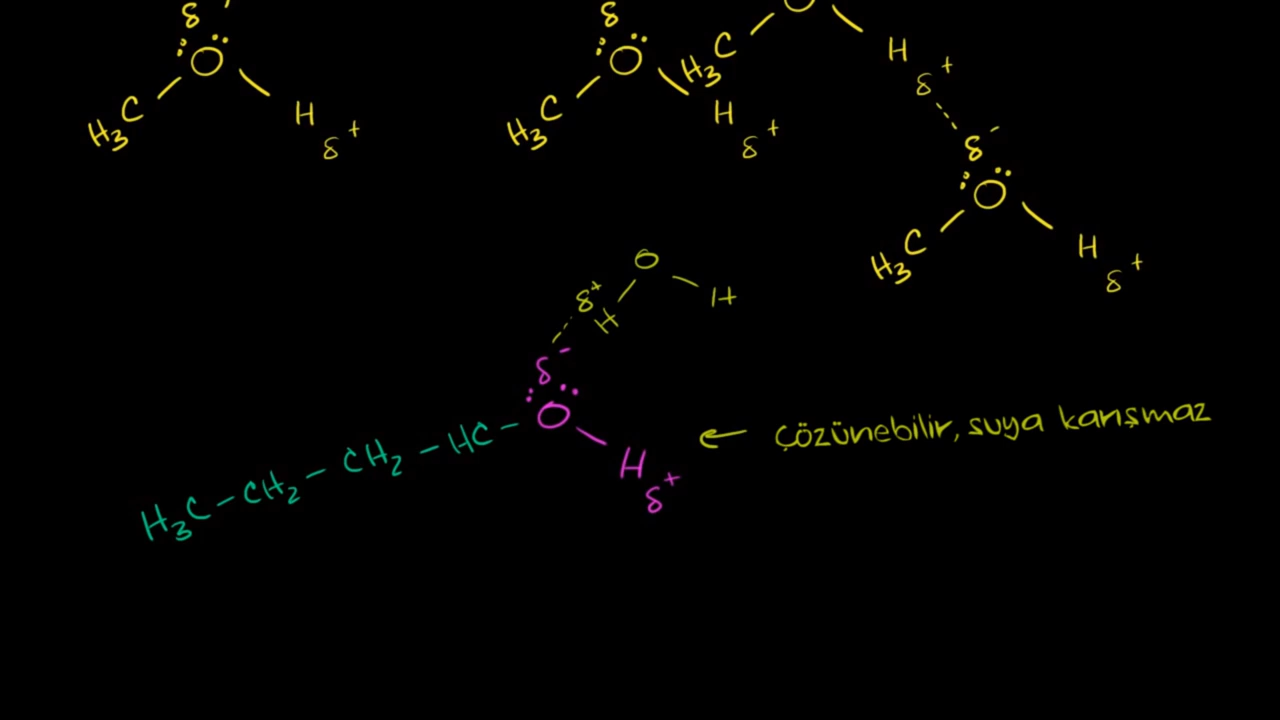 δ δ
O O
H₃C H H₃C H
δ⁺ δ⁺
H₃C H
δ⁺
δ⁻
O
H₃C H
δ⁺
O
δ⁺ H H
δ⁻
O
H₃C - CH₂ - CH₂ - HC - O - H
δ⁺
← çözünebilir, suya karışmaz